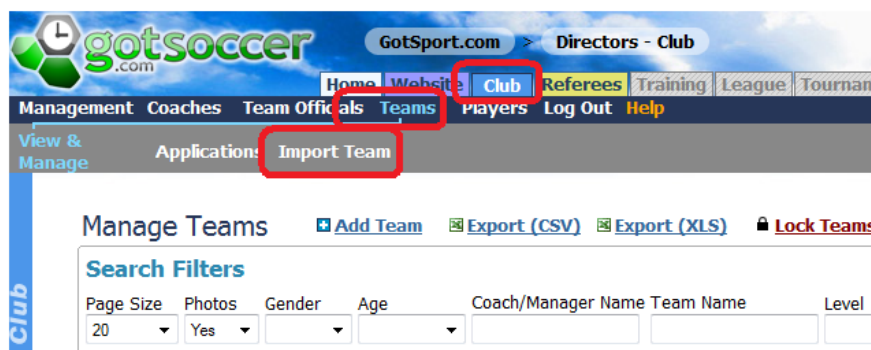 gotsoccer
.com
GotSport.com > Directors - Club
Home Website Club Referees Training League
Management Coaches Team Officials Teams Players Log Out Help
View & Manage
Applications Import Team
Manage Teams Add Team Export (CSV) Export (XLS) Lock Teams
Search Filters
Page Size Photos Gender Age Coach/Manager Name Team Name Level
20 Yes
Club